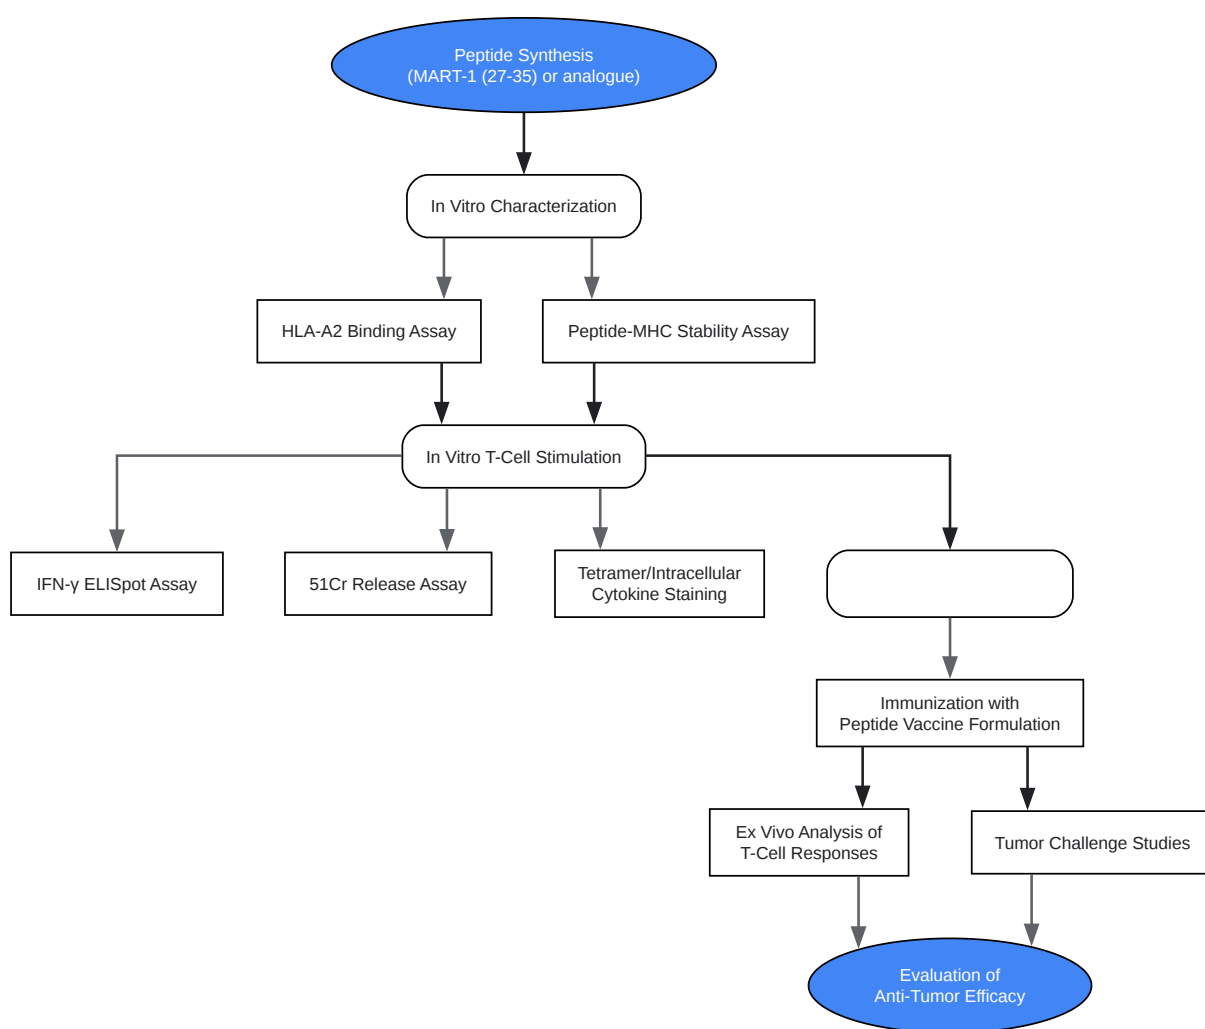 Peptide Synthesis
(MART-1 (27-35) or analogue)
In Vitro Characterization
HLA-A2 Binding Assay
Peptide-MHC Stability Assay
In Vitro T-Cell Stimulation
IFN-γ ELISpot Assay
51Cr Release Assay
Tetramer/Intracellular
Cytokine Staining
Immunization with
Peptide Vaccine Formulation
Ex Vivo Analysis of
T-Cell Responses
Tumor Challenge Studies
Evaluation of
Anti-Tumor Efficacy